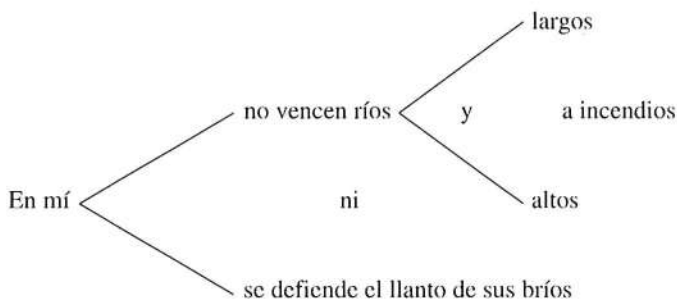 largos
no vencen ríos y a incendios
En mí ni altos
se defiende el llanto de sus bríos